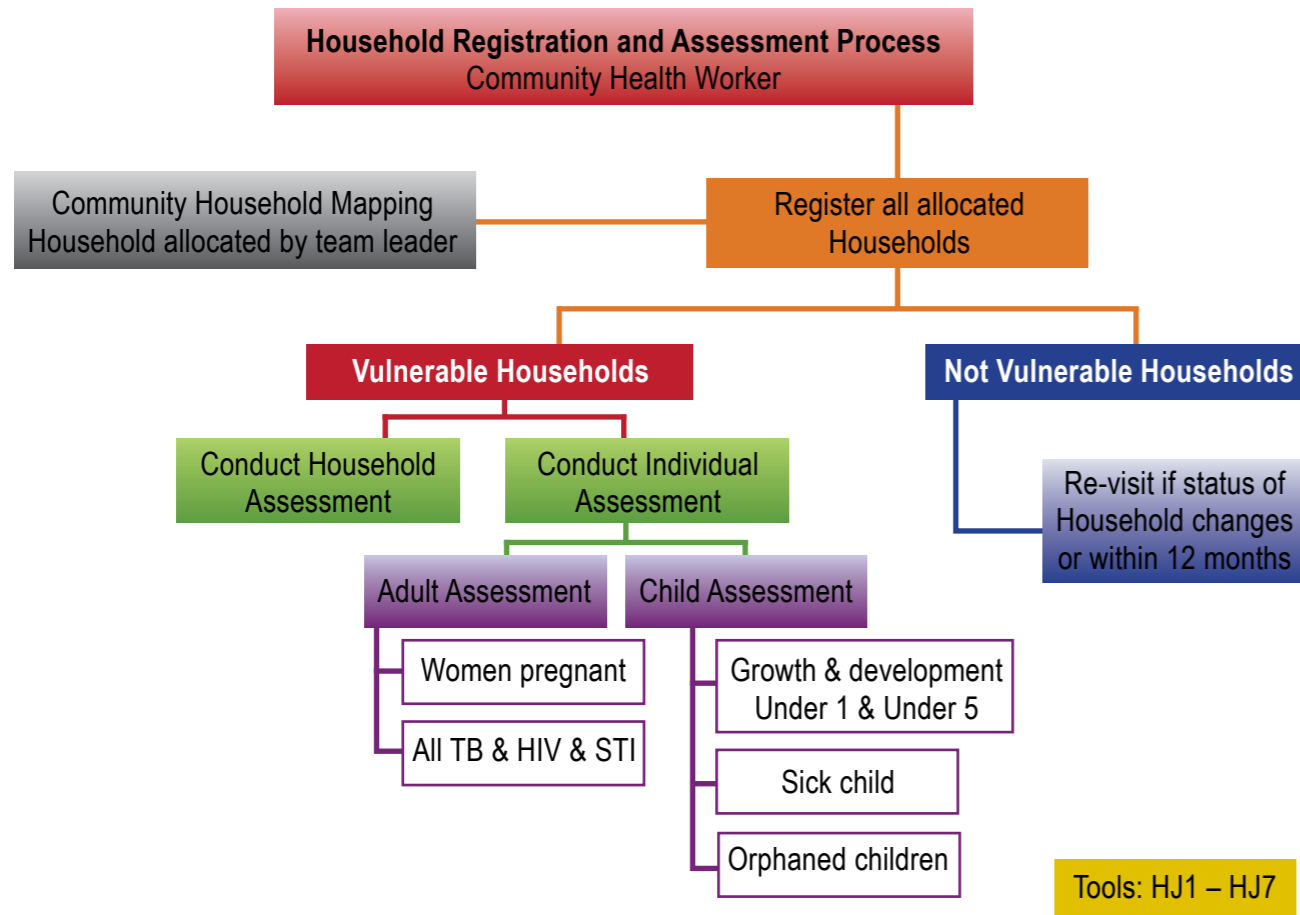 Household Registration and Assessment Process
Community Health Worker
Community Household Mapping
Household allocated by team leader
Register all allocated
Households
Vulnerable Households
Not Vulnerable Households
Conduct Household
Assessment
Conduct Individual
Assessment
Re-visit if status of
Household changes
or within 12 months
Adult Assessment
Child Assessment
Women pregnant
All TB & HIV & STI
Growth & development
Under 1 & Under 5
Sick child
Orphaned children
Tools: HJ1 – HJ7